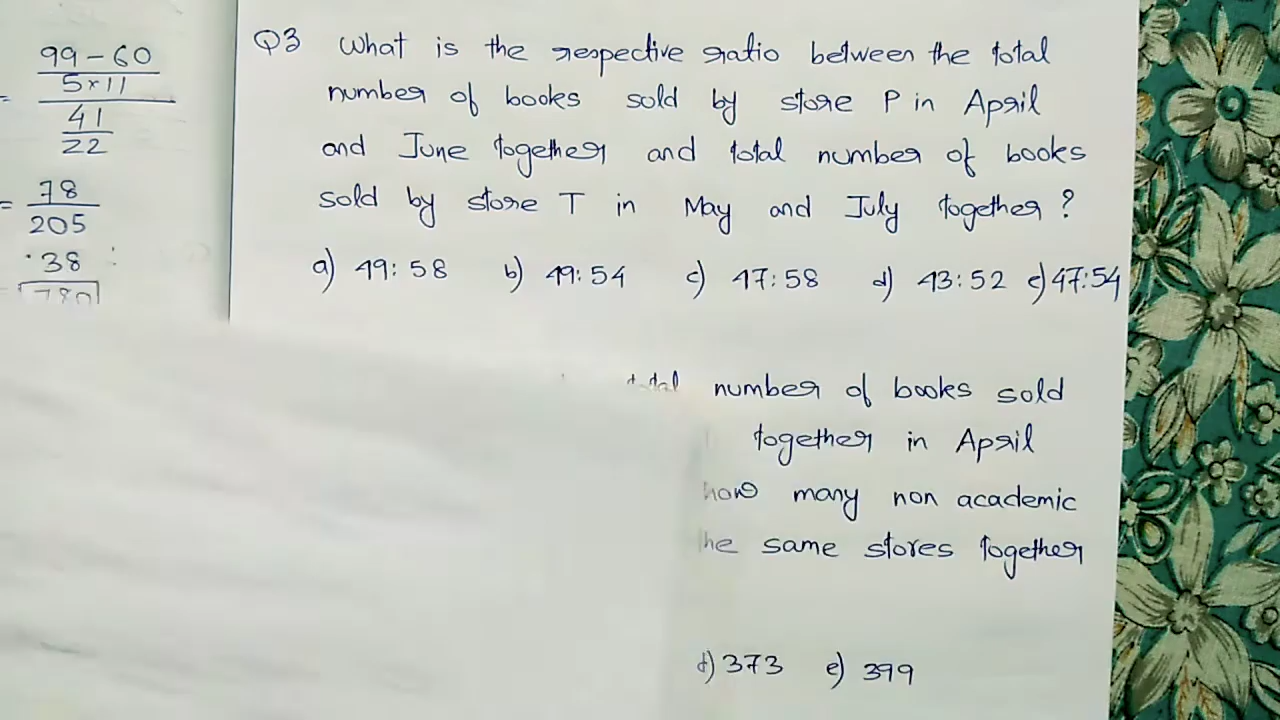 99 - 60
5 x 11
=
41
22
= 78
205
38
Q3 What is the respective ratio between the total
number of books sold by store P in April
and June together and total number of books
sold by store T in May and July together ?
a) 49: 58 b) 49: 54 c) 47: 58 d) 43: 52 e) 47:54
number of books sold
together in April
many non academic
same stores together
373 e) 399